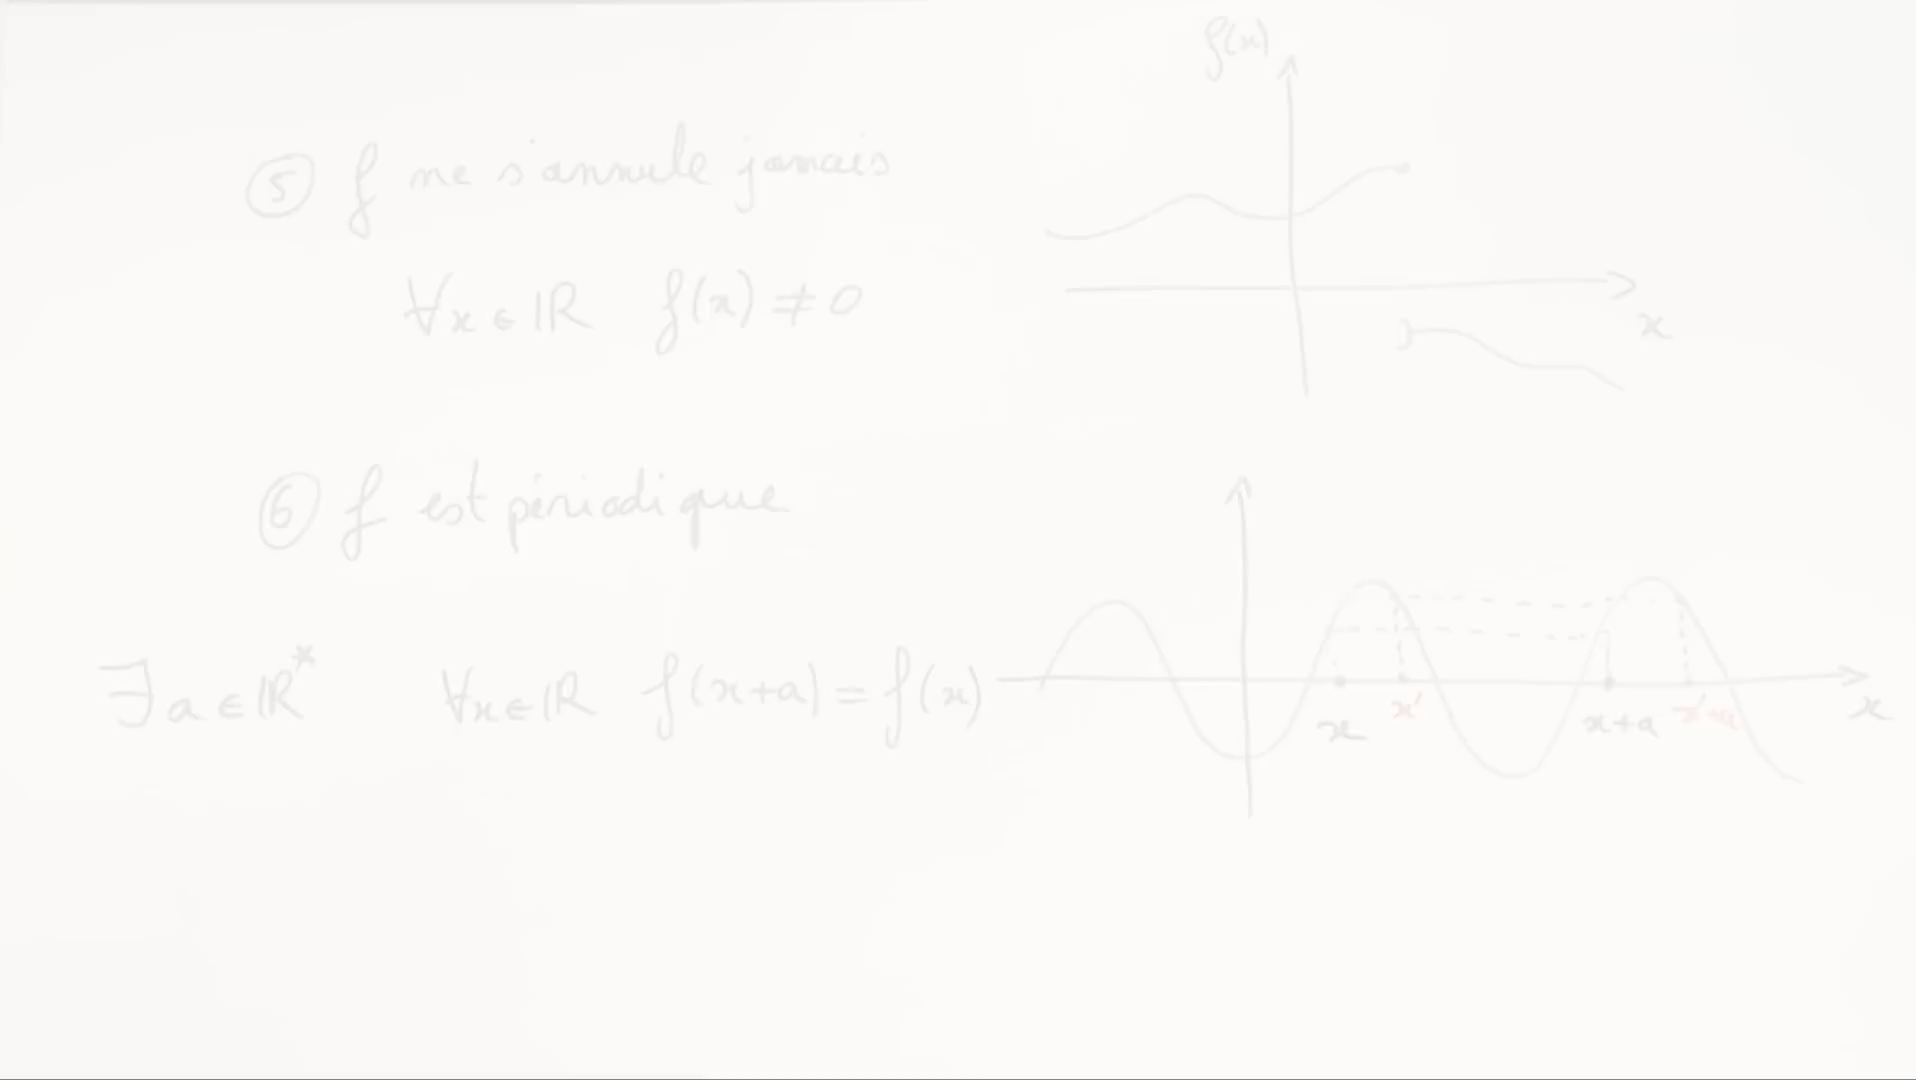 ⑤ f ne s'annule jamais
∀x ∈ ℝ f(x) ≠ 0
f(x)
x
⑥ f est périodique
∃a ∈ ℝ* ∀x ∈ ℝ f(x+a) = f(x)
x x' x+a x'+a x